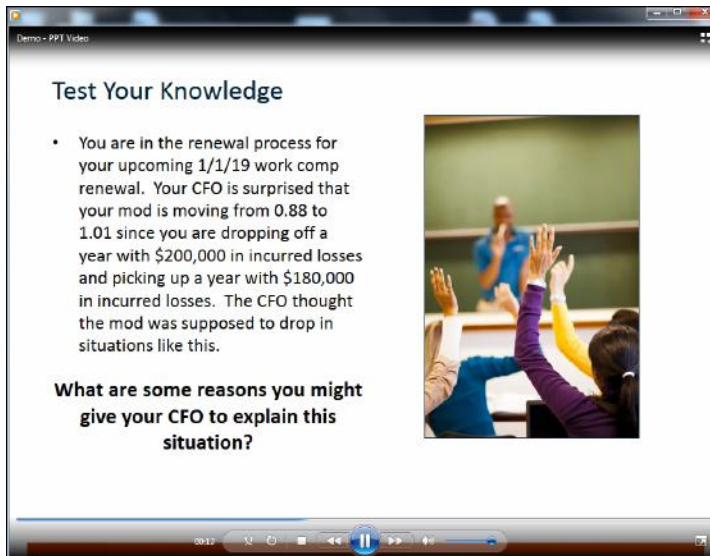 Demo - PPT Video
Test Your Knowledge
• You are in the renewal process for
your upcoming 1/1/19 work comp
renewal. Your CFO is surprised that
your mod is moving from 0.88 to
1.01 since you are dropping off a
year with $200,000 in incurred losses
and picking up a year with $180,000
in incurred losses. The CFO thought
the mod was supposed to drop in
situations like this.
What are some reasons you might
give your CFO to explain this
situation?
00:12